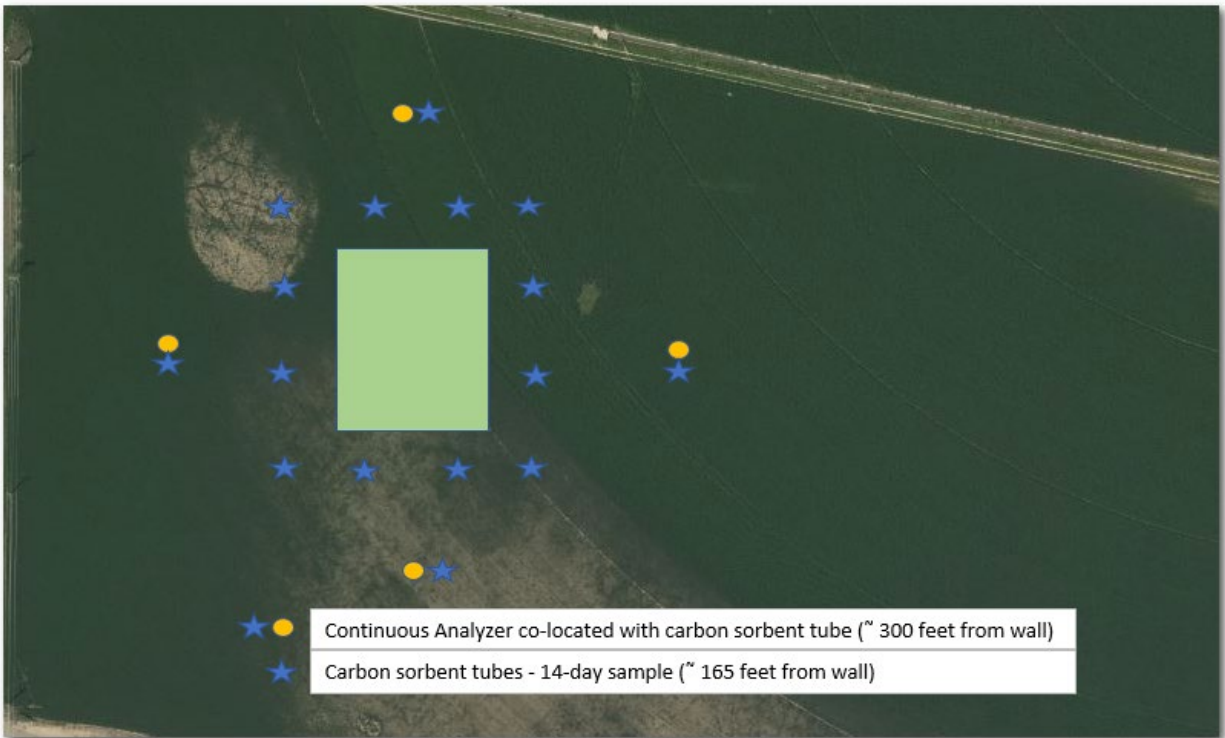 Continuous Analyzer co-located with carbon sorbent tube (~ 300 feet from wall)
Carbon sorbent tubes - 14-day sample (~ 165 feet from wall)